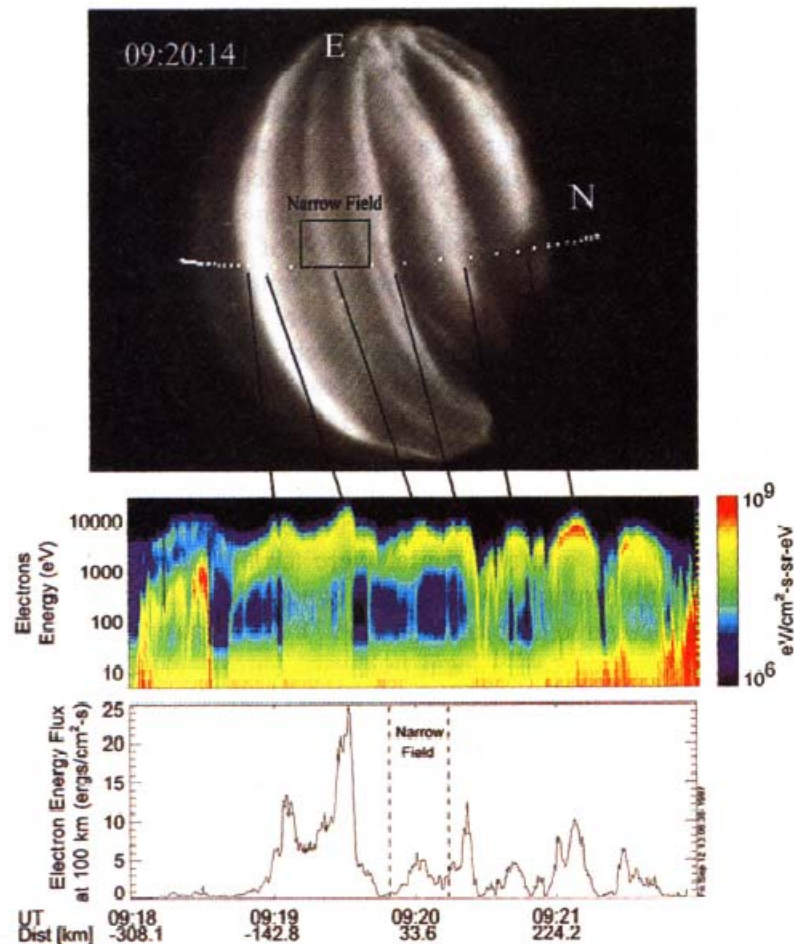 09:20:14
E
N
Narrow Field
10000
1000
100
10
Electrons
Energy (eV)
10⁹
10⁶
eV/cm²-s-sr-eV
25
20
15
10
5
0
Electron Energy Flux
at 100 km (ergs/cm²-s)
Narrow
Field
UT 09:18 09:19 09:20 09:21
Dist [km] -308.1 -142.8 33.6 224.2